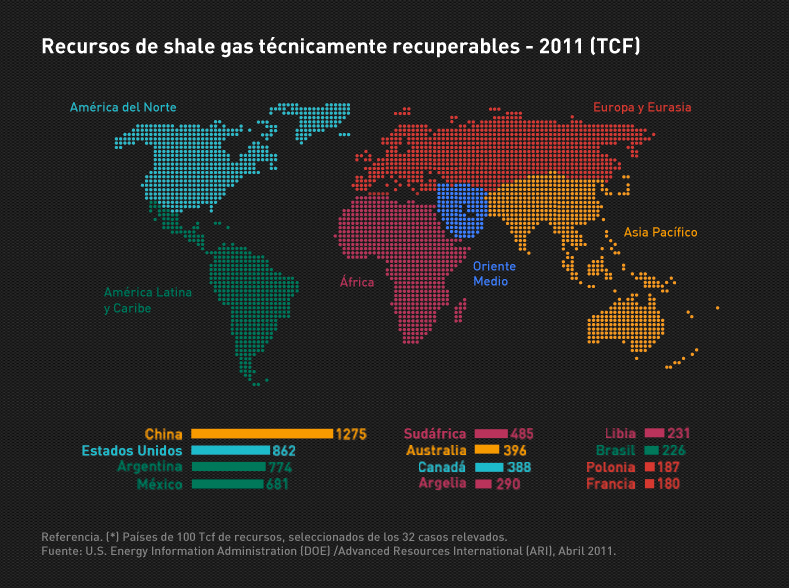 Recursos de shale gas técnicamente recuperables - 2011 (TCF)
América del Norte
Europa y Eurasia
Asia Pacífico
Oriente
Medio
África
América Latina
y Caribe
China 1275
Estados Unidos 862
Argentina 774
México 681
Sudáfrica 485
Australia 396
Canadá 388
Argelia 290
Libia 231
Brasil 226
Polonia 187
Francia 180
Referencia. (*) Países de 100 Tcf de recursos, seleccionados de los 32 casos relevados.
Fuente: U.S. Energy Information Administration (DOE) /Advanced Resources International (ARI), Abril 2011.